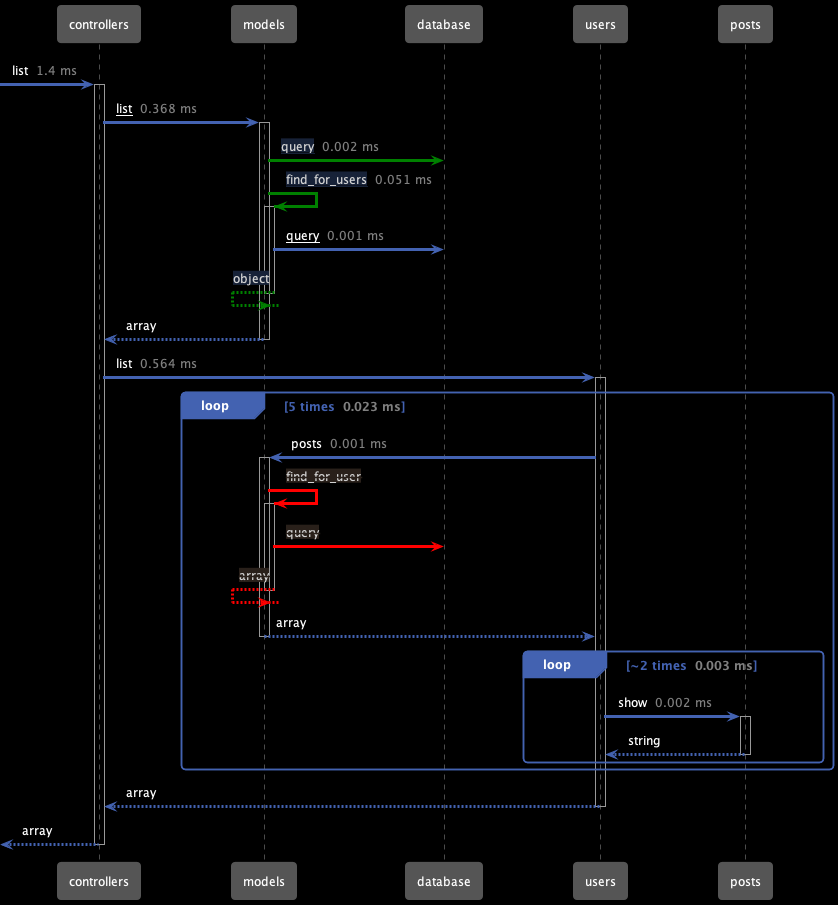 controllers models database users posts
list 1.4 ms
list 0.368 ms
query 0.002 ms
find_for_users 0.051 ms
query 0.001 ms
object
array
list 0.564 ms
loop [5 times 0.023 ms]
posts 0.001 ms
find_for_user
query
array
array
loop [~2 times 0.003 ms]
show 0.002 ms
string
array
array
controllers models database users posts